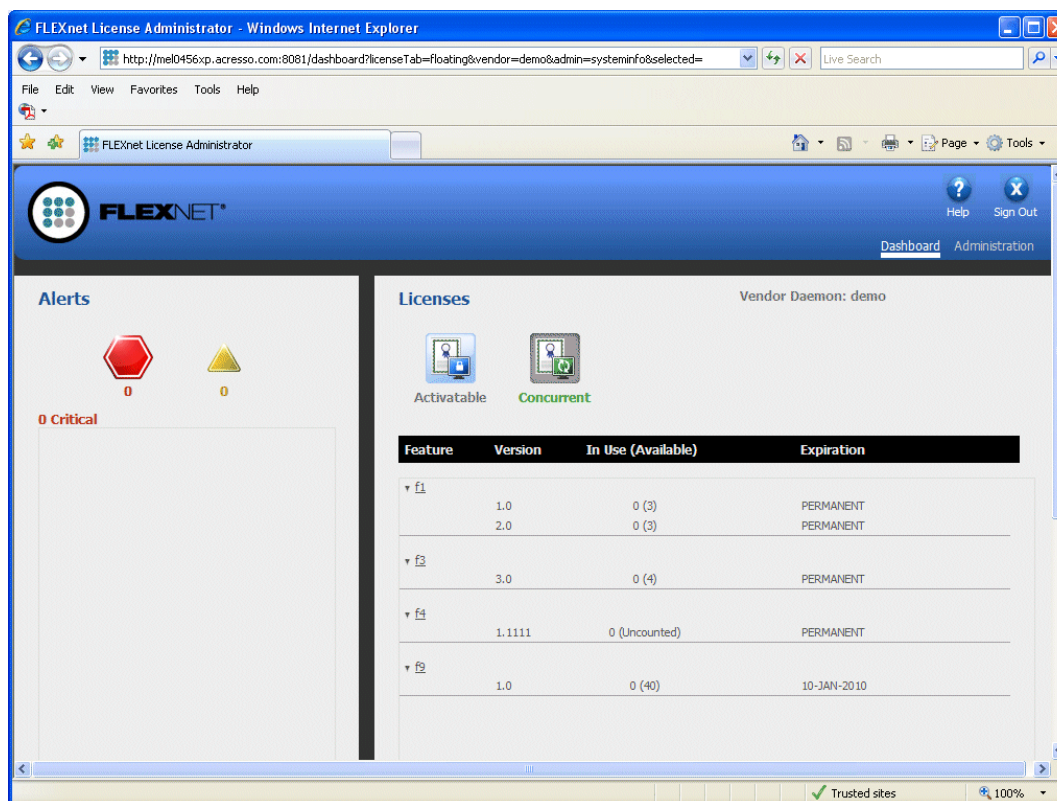 FLEXnet License Administrator - Windows Internet Explorer
http://mel0456xp.acresso.com:8081/dashboard?licenseTab=floating&vendor=demo&admin=systeminfo&selected=
Live Search
File Edit View Favorites Tools Help
FLEXnet License Administrator
Page Tools
FLEXNET
Help Sign Out
Dashboard Administration
Alerts
0 0
0 Critical
Licenses Vendor Daemon: demo
Activatable Concurrent
Feature Version In Use (Available) Expiration
f1
1.0 0 (3) PERMANENT
2.0 0 (3) PERMANENT
f3
3.0 0 (4) PERMANENT
f4
1.1111 0 (Uncounted) PERMANENT
f9
1.0 0 (40) 10-JAN-2010
Trusted sites 100%